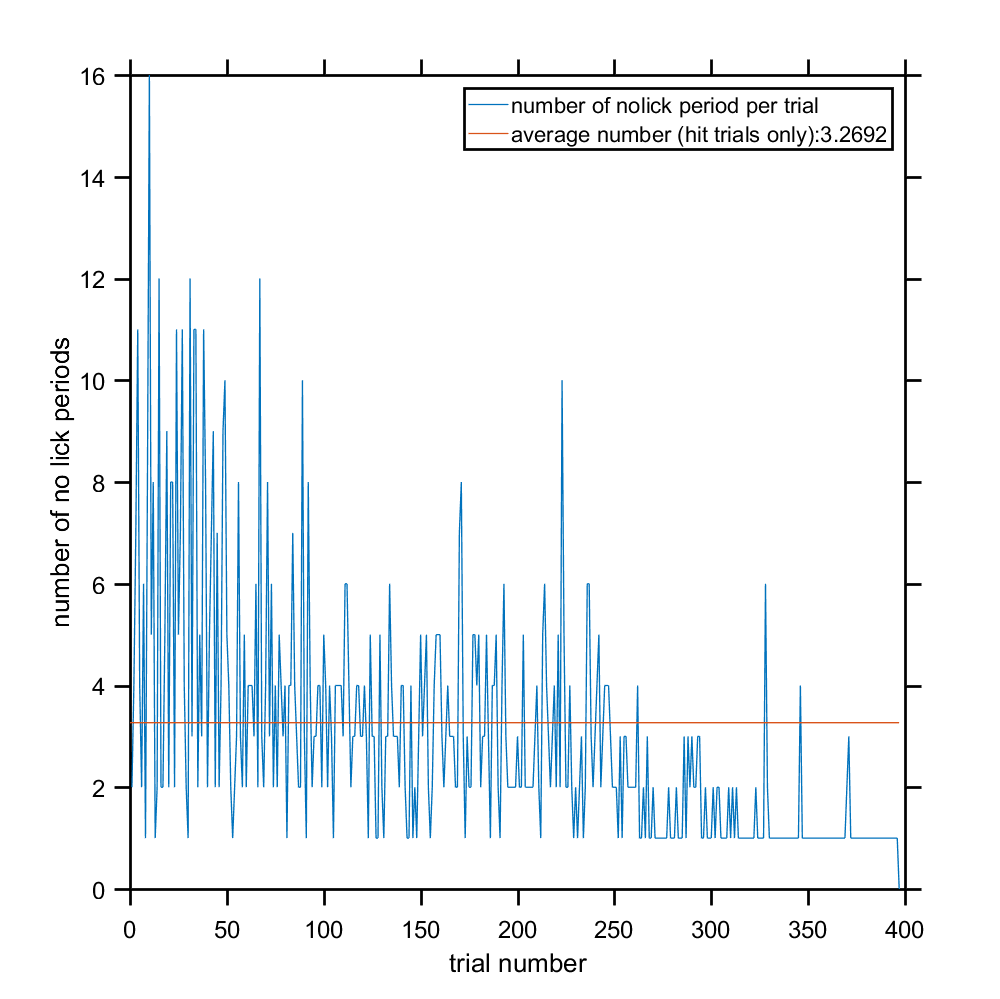 number of nolick period per trial
average number (hit trials only):3.2692
number of no lick periods
16
14
12
10
8
6
4
2
0
0 50 100 150 200 250 300 350 400
trial number